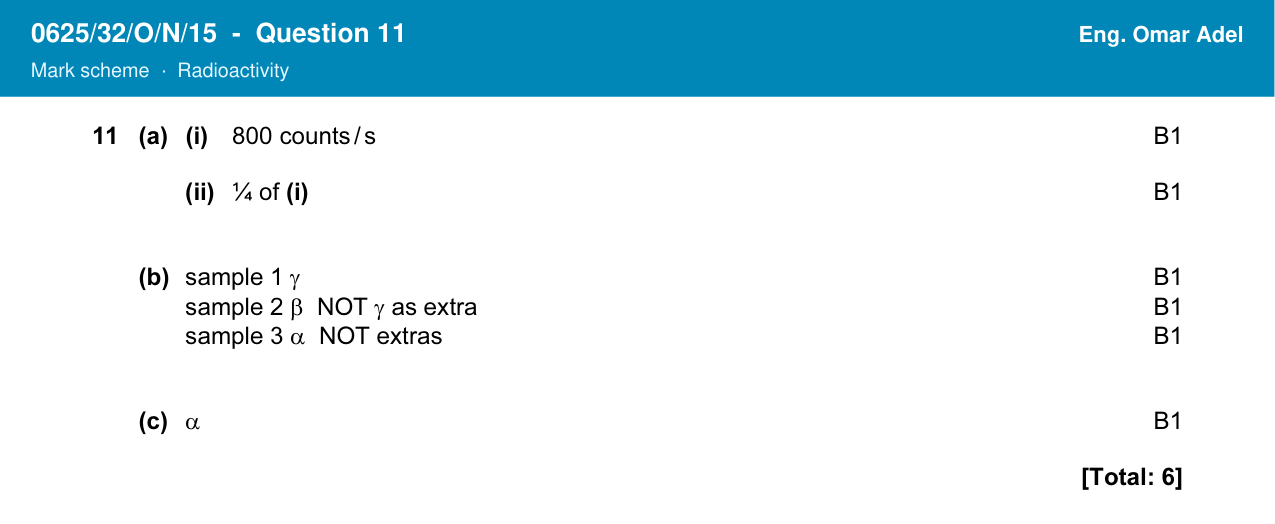 0625/32/O/N/15 - Question 11 Eng. Omar Adel
Mark scheme · Radioactivity
11 (a) (i) 800 counts/s B1
(ii) ¼ of (i) B1
(b) sample 1 γ B1
sample 2 β NOT γ as extra B1
sample 3 α NOT extras B1
(c) α B1
[Total: 6]